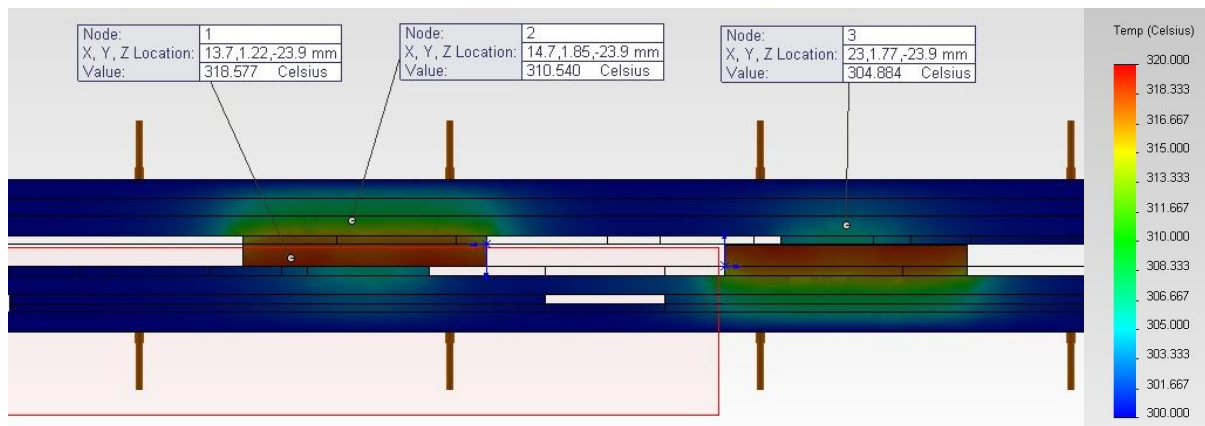 Node: 1
X, Y, Z Location: 13.7,1.22,-23.9 mm
Value: 318.577 Celsius
Node: 2
X, Y, Z Location: 14.7,1.85,-23.9 mm
Value: 310.540 Celsius
Node: 3
X, Y, Z Location: 23,1.77,-23.9 mm
Value: 304.884 Celsius
Temp (Celsius)
320.000
318.333
316.667
315.000
313.333
311.667
310.000
308.333
306.667
305.000
303.333
301.667
300.000